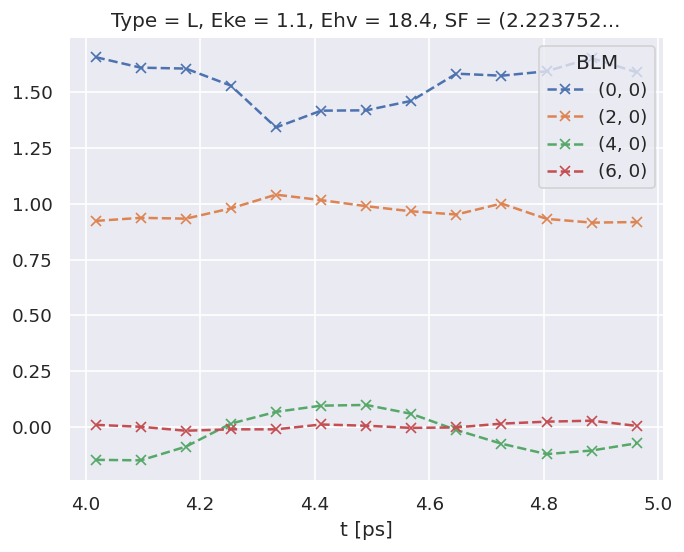 Type = L, Eke = 1.1, Ehv = 18.4, SF = (2.223752...
BLM
(0, 0)
(2, 0)
(4, 0)
(6, 0)
1.50
1.25
1.00
0.75
0.50
0.25
0.00
4.0 4.2 4.4 4.6 4.8 5.0
t [ps]